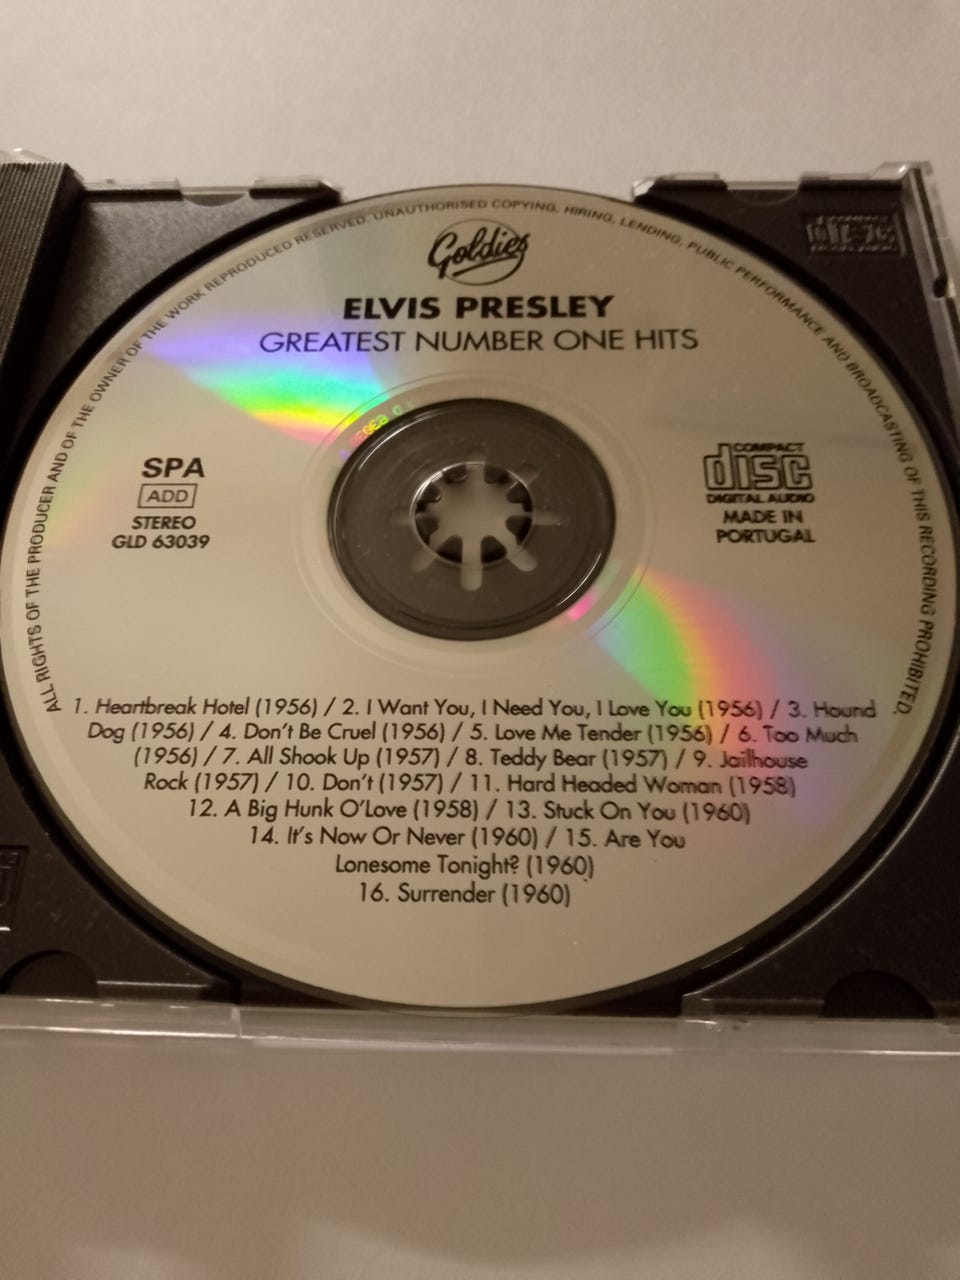 ALL RIGHTS OF THE PRODUCER AND OF THE OWNER OF THE WORK REPRODUCED RESERVED. UNAUTHORISED COPYING, HIRING, LENDING, PUBLIC PERFORMANCE AND BROADCASTING OF THIS RECORDING PROHIBITED.
Goldies
ELVIS PRESLEY
GREATEST NUMBER ONE HITS
SPA
ADD
STEREO
GLD 63039
COMPACT
disc
DIGITAL AUDIO
MADE IN
PORTUGAL
1. Heartbreak Hotel (1956) / 2. I Want You, I Need You, I Love You (1956) / 3. Hound
Dog (1956) / 4. Don't Be Cruel (1956) / 5. Love Me Tender (1956) / 6. Too Much
(1956) / 7. All Shook Up (1957) / 8. Teddy Bear (1957) / 9. Jailhouse
Rock (1957) / 10. Don't (1957) / 11. Hard Headed Woman (1958)
12. A Big Hunk O'Love (1958) / 13. Stuck On You (1960)
14. It's Now Or Never (1960) / 15. Are You
Lonesome Tonight? (1960)
16. Surrender (1960)